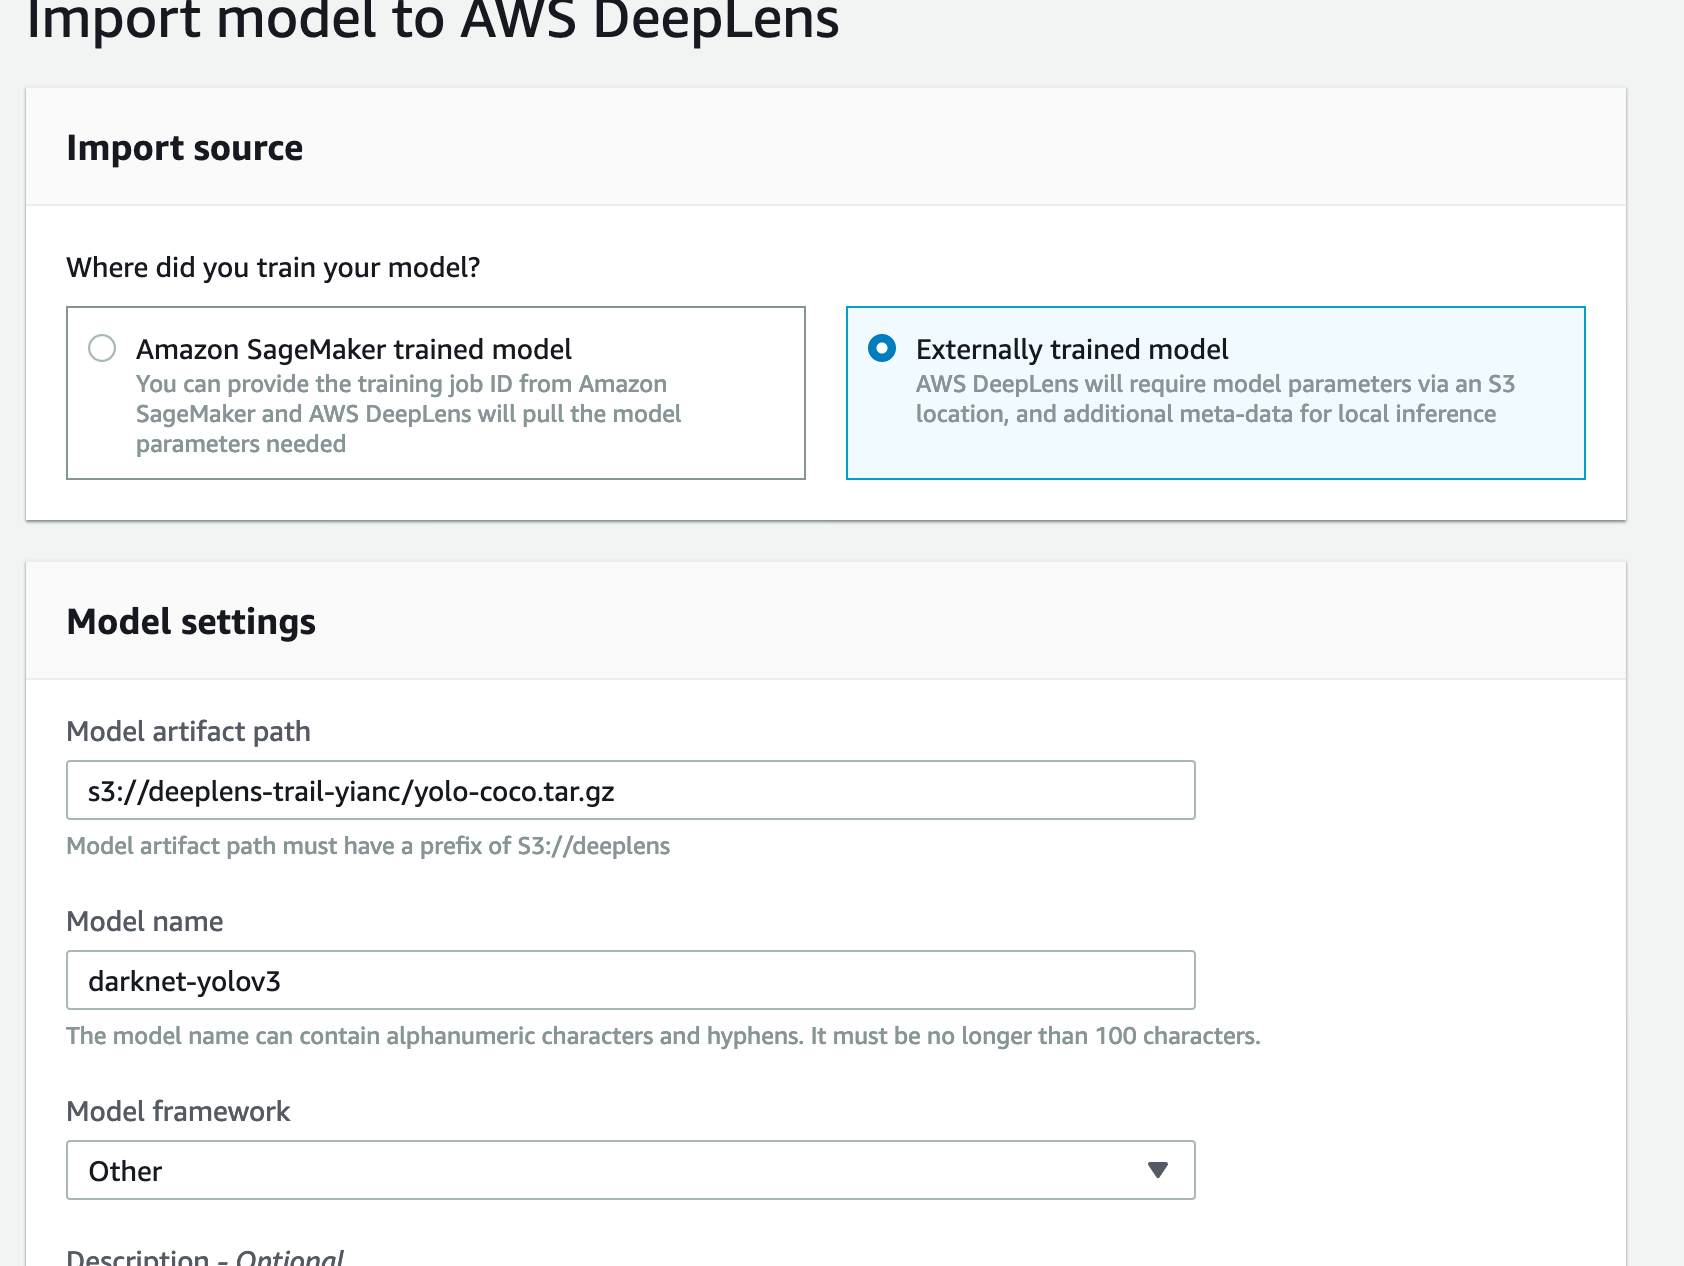 Import model to AWS DeepLens
Import source
Where did you train your model?
Amazon SageMaker trained model
You can provide the training job ID from Amazon
SageMaker and AWS DeepLens will pull the model
parameters needed
Externally trained model
AWS DeepLens will require model parameters via an S3
location, and additional meta-data for local inference
Model settings
Model artifact path
s3://deeplens-trail-yianc/yolo-coco.tar.gz
Model artifact path must have a prefix of S3://deeplens
Model name
darknet-yolov3
The model name can contain alphanumeric characters and hyphens. It must be no longer than 100 characters.
Model framework
Other
Description - Optional